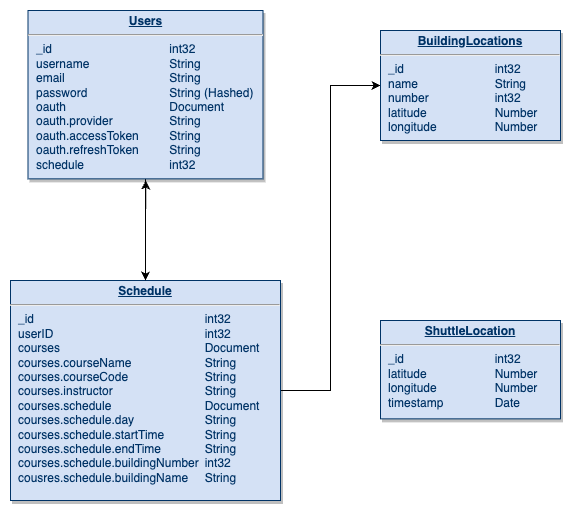 Users
_id int32
username String
email String
password String (Hashed)
oauth Document
oauth.provider String
oauth.accessToken String
oauth.refreshToken String
schedule int32
BuildingLocations
_id int32
name String
number int32
latitude Number
longitude Number
Schedule
_id int32
userID int32
courses Document
courses.courseName String
courses.courseCode String
courses.instructor String
courses.schedule Document
courses.schedule.day String
courses.schedule.startTime String
courses.schedule.endTime String
courses.schedule.buildingNumber int32
cousres.schedule.buildingName String
ShuttleLocation
_id int32
latitude Number
longitude Number
timestamp Date